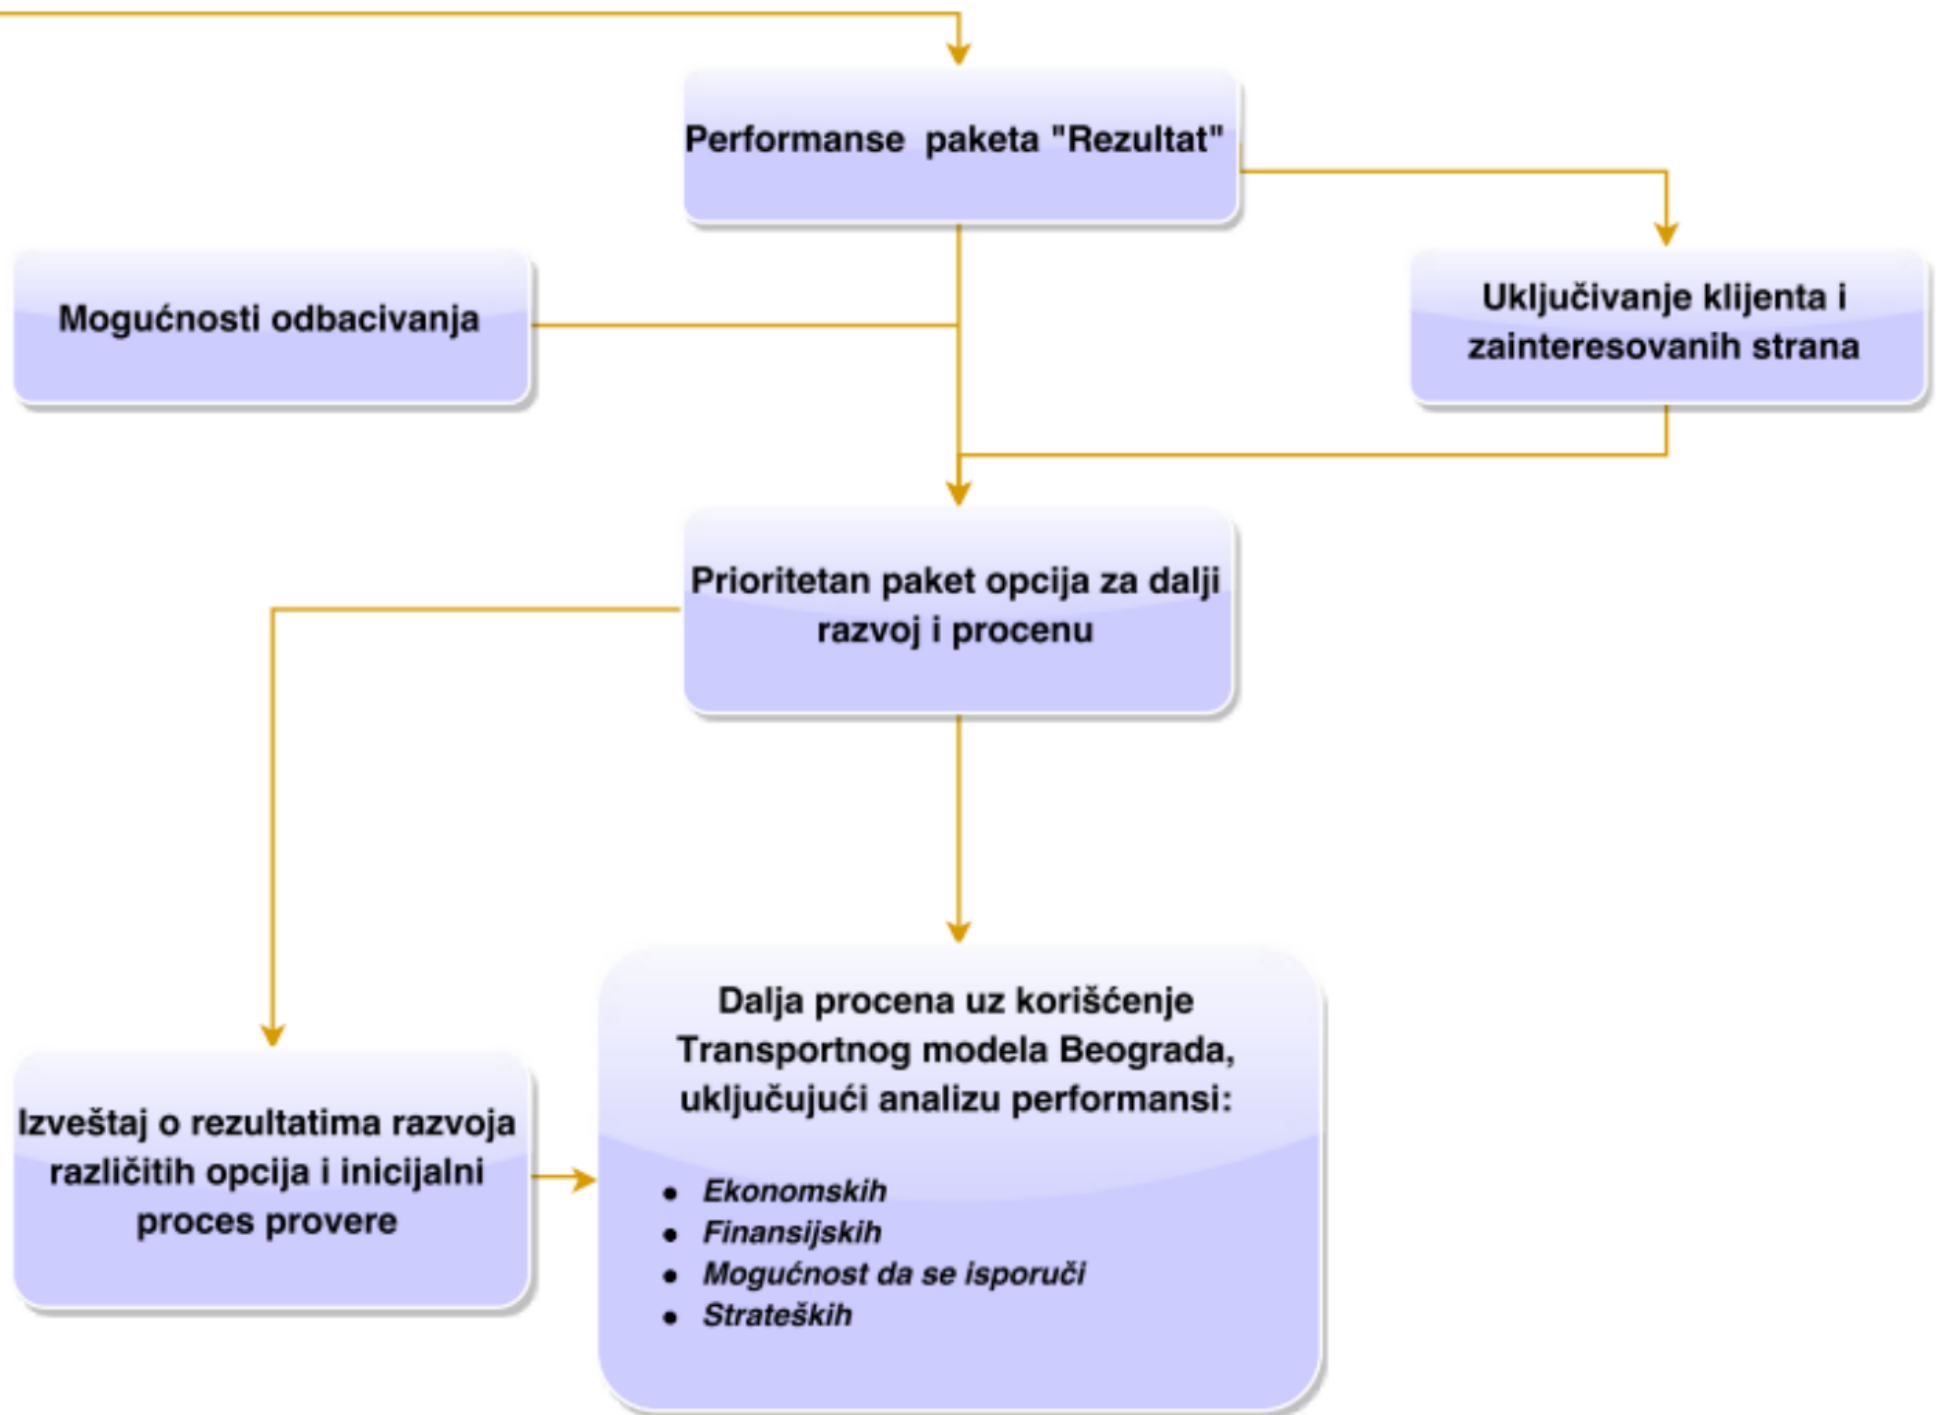 Performanse  paketa "Rezultat"
Mogućnosti odbacivanja
Uključivanje klijenta i
zainteresovanih strana
Prioritetan paket opcija za dalji
razvoj i procenu
Izveštaj o rezultatima razvoja
različitih opcija i inicijalni
proces provere
Dalja procena uz korišćenje
Transportnog modela Beograda,
uključujući analizu performansi:
• Ekonomskih
• Finansijskih
• Mogućnost da se isporuči
• Strateških